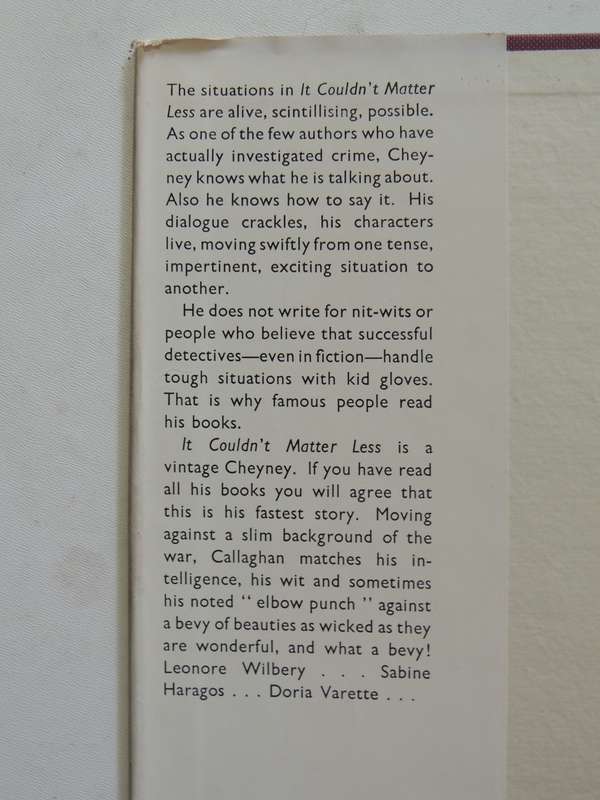 The situations in It Couldn't Matter
Less are alive, scintillising, possible.
As one of the few authors who have
actually investigated crime, Chey-
ney knows what he is talking about.
Also he knows how to say it. His
dialogue crackles, his characters
live, moving swiftly from one tense,
impertinent, exciting situation to
another.
He does not write for nit-wits or
people who believe that successful
detectives—even in fiction—handle
tough situations with kid gloves.
That is why famous people read
his books.
It Couldn't Matter Less is a
vintage Cheyney. If you have read
all his books you will agree that
this is his fastest story. Moving
against a slim background of the
war, Callaghan matches his in-
telligence, his wit and sometimes
his noted “ elbow punch ” against
a bevy of beauties as wicked as they
are wonderful, and what a bevy!
Leonore Wilbery . . . Sabine
Haragos . . . Doria Varette . . .